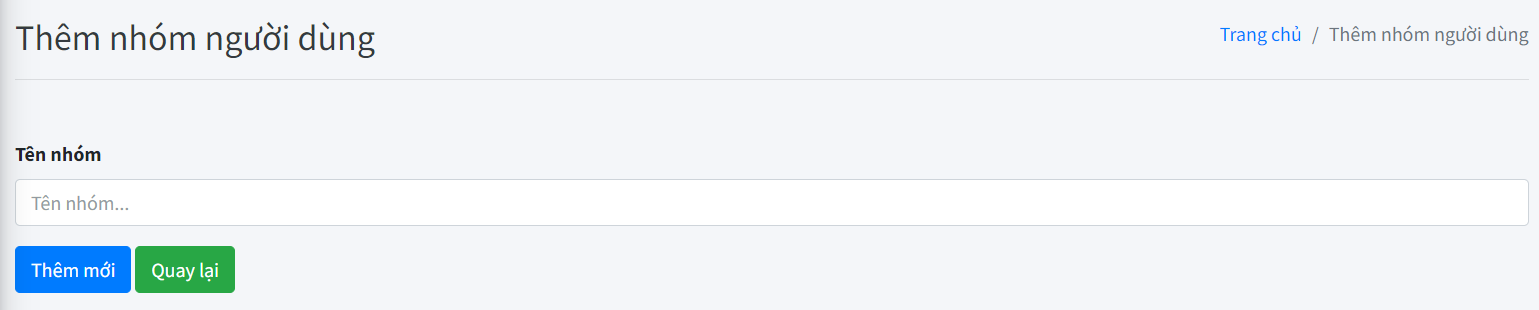 Thêm nhóm người dùng
Trang chủ / Thêm nhóm người dùng
Tên nhóm
Tên nhóm...
Thêm mới
Quay lại